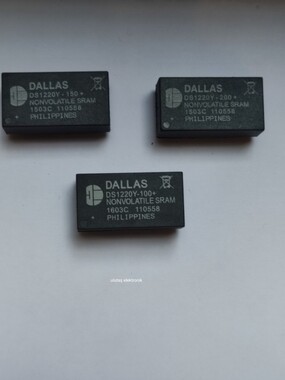 DALLAS
DS1220Y-150+
NONVOLATILE SRAM
1503C 110558
PHILIPPINES
DALLAS
DS1220Y-200+
NONVOLATILE SRAM
1503C 110558
PHILIPPINES
DALLAS
DS1220Y-100+
NONVOLATILE SRAM
1603C 110558
PHILIPPINES